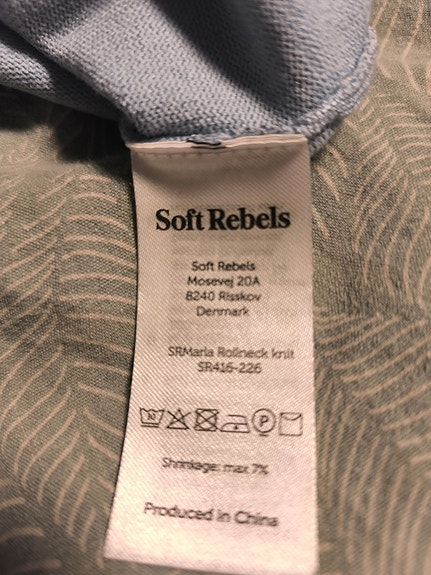 Soft Rebels
Soft Rebels
Mosevej 20A
8240 Risskov
Denmark
SRMaria Rollneck knit
SR416-226
P
Shrinkage: max 7%
Produced in China